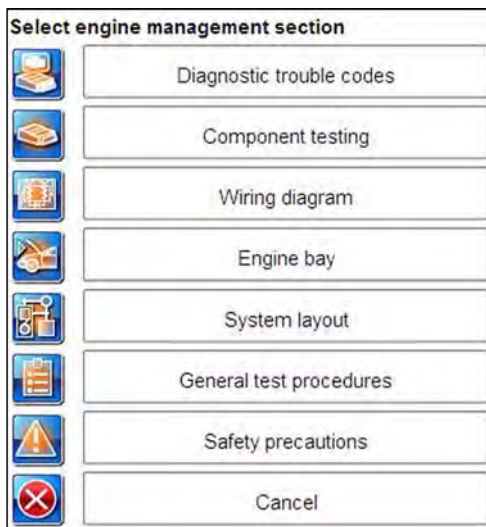 Select engine management section
Diagnostic trouble codes
Component testing
Wiring diagram
Engine bay
System layout
General test procedures
Safety precautions
Cancel